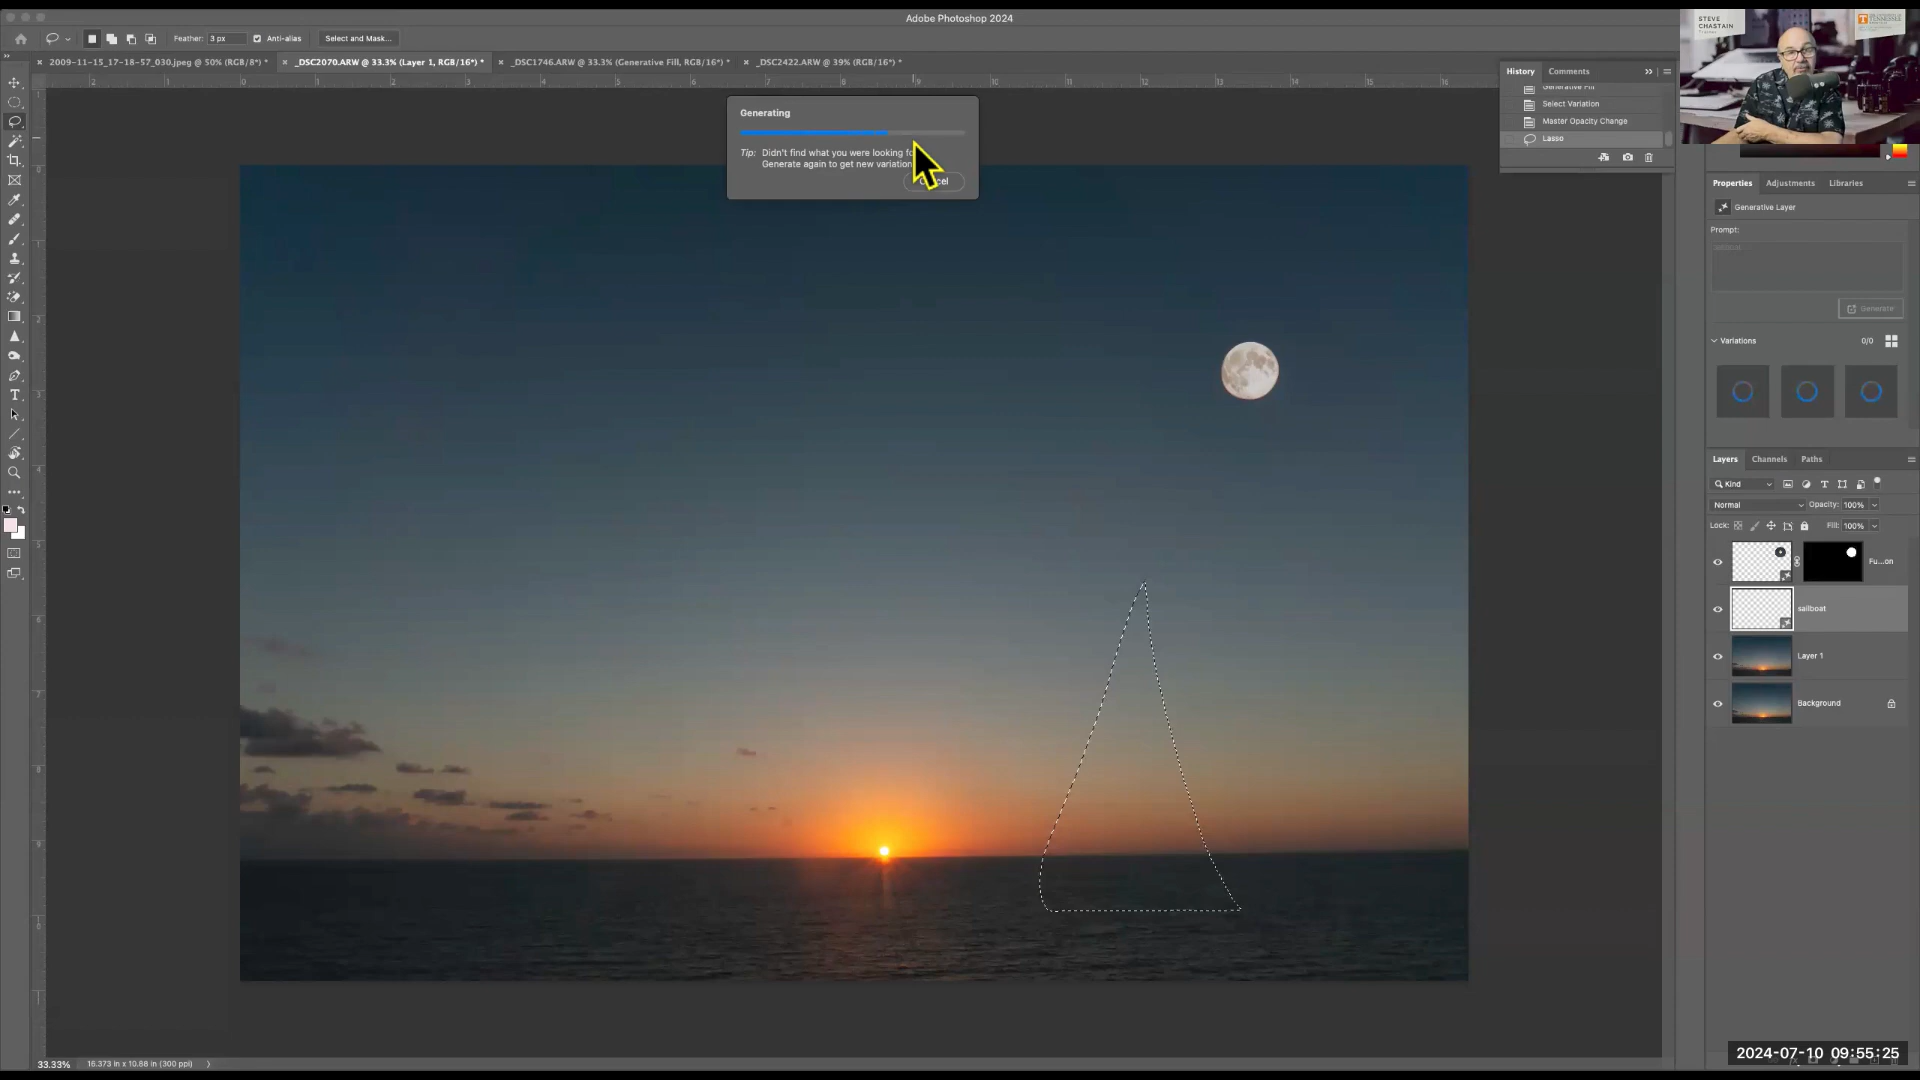 Adobe Photoshop 2024
Feather: 3 px Anti-alias Select and Mask...
2009-11-15_17-18-57_030.jpeg @ 50% (RGB/8*) *
_DSC2070.ARW @ 33.3% (Layer 1, RGB/16*) *
_DSC1746.ARW @ 33.3% (Generative Fill, RGB/16*) *
_DSC2422.ARW @ 39% (RGB/16*) *
STEVE
CHASTAIN
TENNESSEE
History Comments
Generative Fill
Select Variation
Master Opacity Change
Lasso
Generating
Tip: Didn't find what you were looking
Generate again to get new variation
Properties Adjustments Libraries
Generative Layer
Prompt:
Generate
Variations 0/0
Layers Channels Paths
Kind
Normal Opacity: 100%
Lock: Fill: 100%
Fu...on
sailboat
Layer 1
Background
33.33% 16.373 in x 10.88 in (300 ppi)
2024-07-10 09:55:25